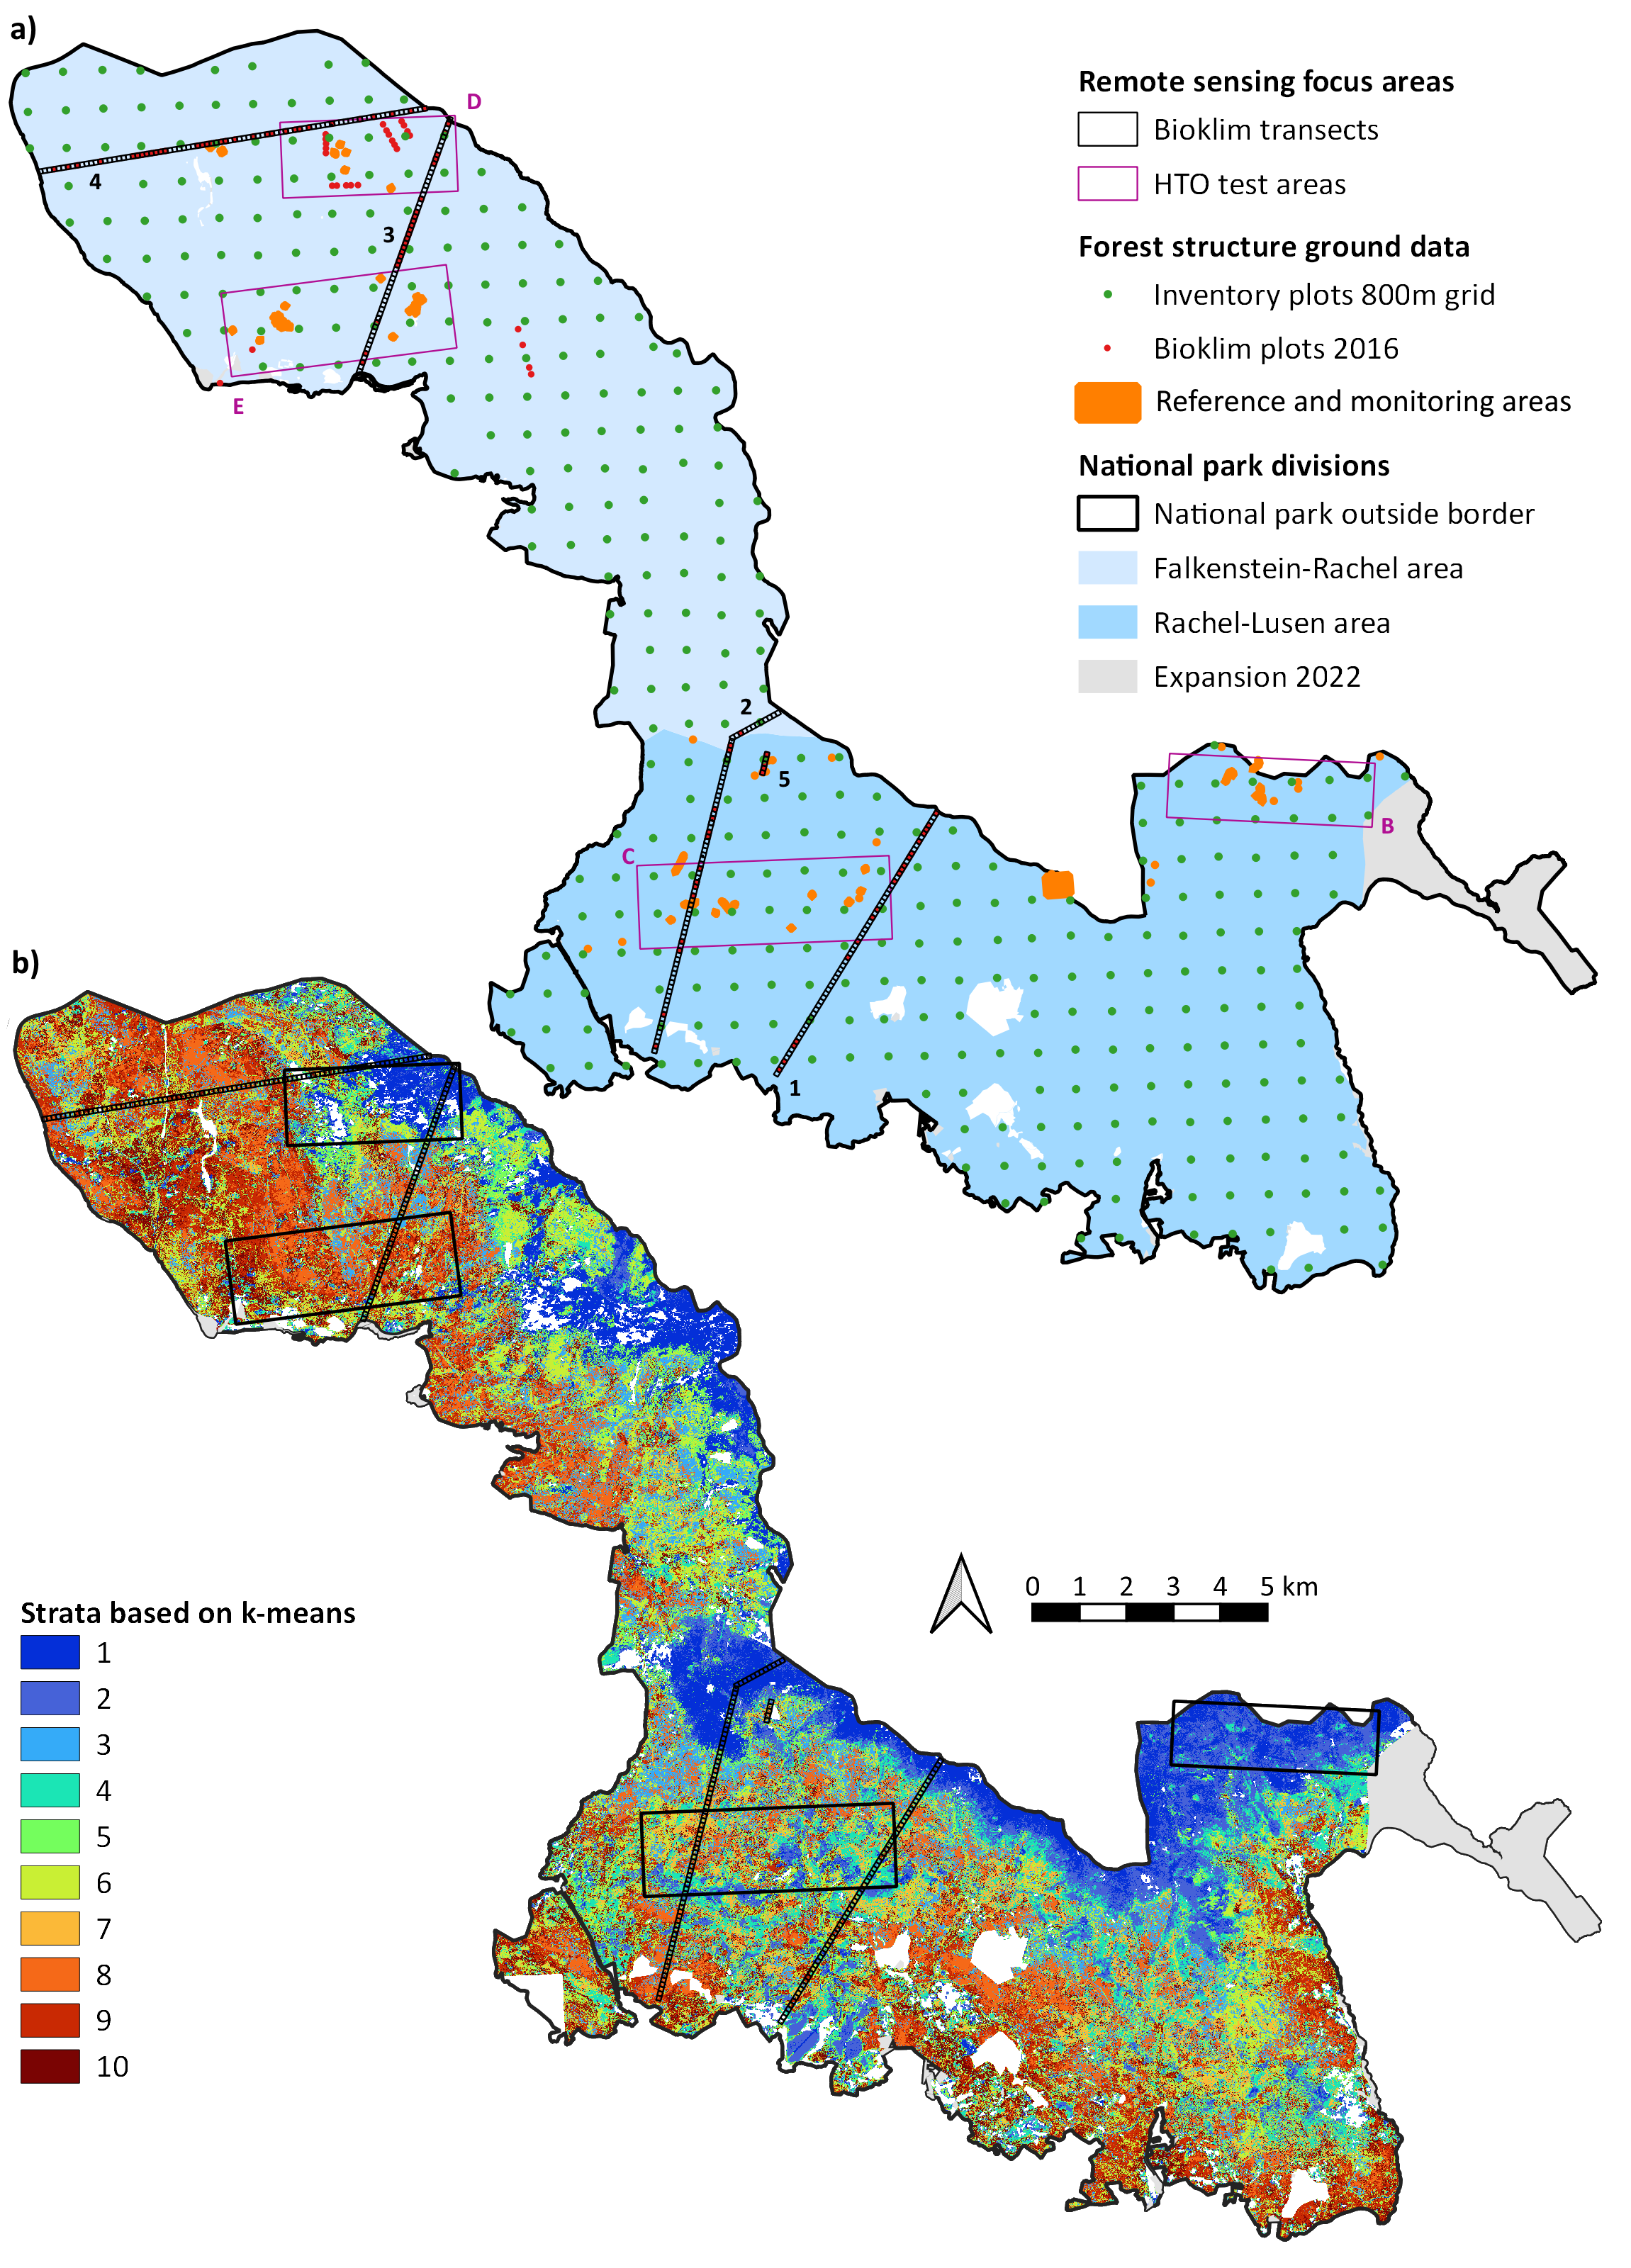 a)
Remote sensing focus areas
Bioklim transects
HTO test areas
Forest structure ground data
Inventory plots 800m grid
Bioklim plots 2016
Reference and monitoring areas
National park divisions
National park outside border
Falkenstein-Rachel area
Rachel-Lusen area
Expansion 2022
D
4
3
E
2
5
B
C
1
b)
0 1 2 3 4 5 km
Strata based on k-means
1
2
3
4
5
6
7
8
9
10